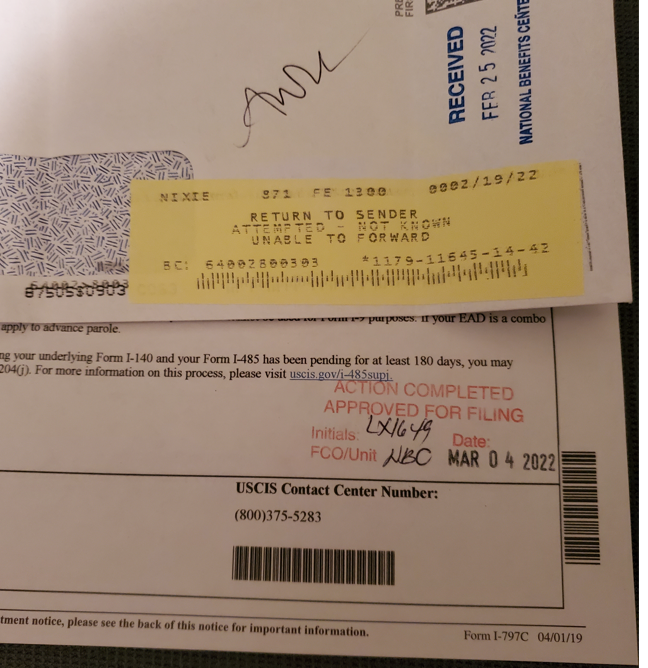 PRE
FIR
RECEIVED
FEB 25 2022
NATIONAL BENEFITS CENTE
NIXIE 871 FE 1300 0002/19/22
RETURN TO SENDER
ATTEMPTED - NOT KNOWN
UNABLE TO FORWARD
BC: 64002800303 *1179-11645-14-42
purposes. If your EAD is a combo
apply to advance parole.
ng your underlying Form I-140 and your Form I-485 has been pending for at least 180 days, you may
204(j). For more information on this process, please visit uscis.gov/i-485supj.
ACTION COMPLETED
APPROVED FOR FILING
Initials: LX1649 Date:
FCO/Unit NBC MAR 04 2022
USCIS Contact Center Number:
(800)375-5283
tment notice, please see the back of this notice for important information.
Form I-797C 04/01/19